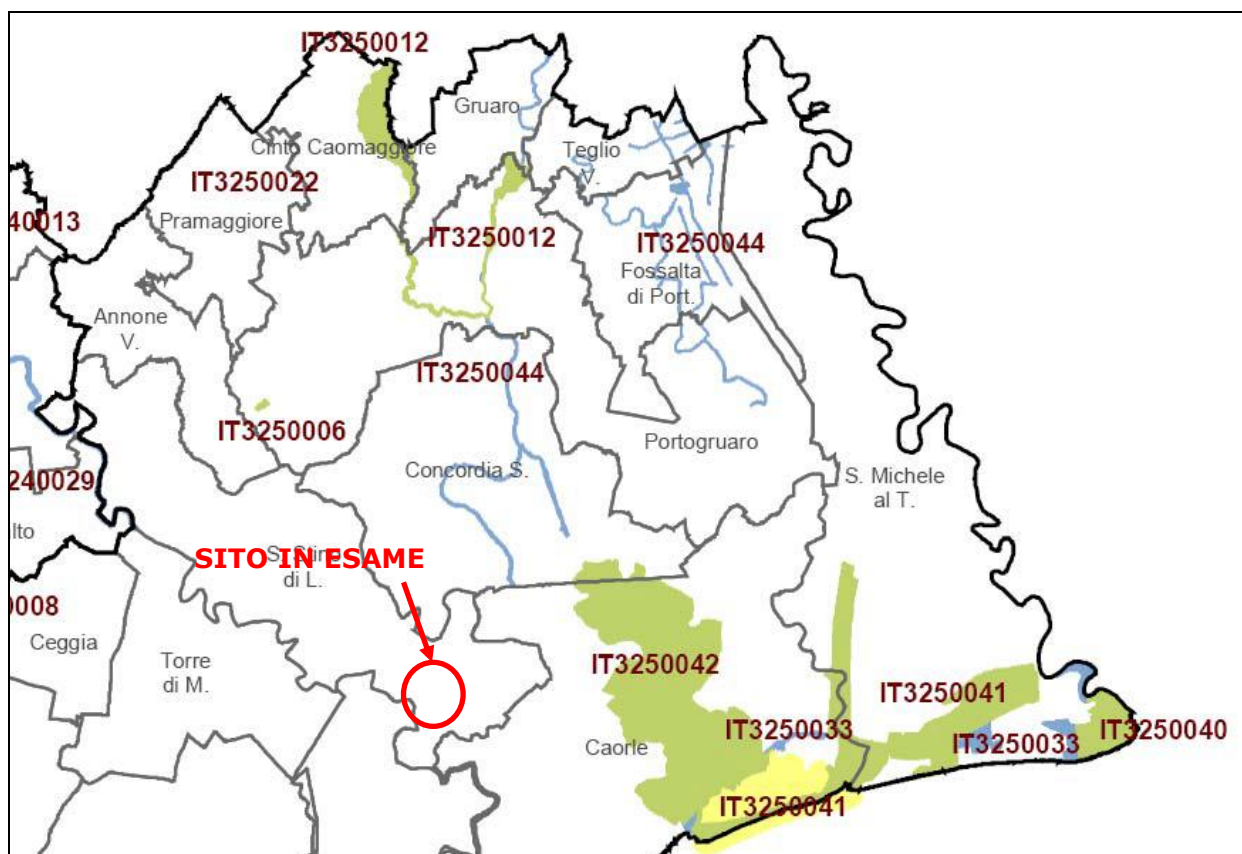 IT3250012
Gruaro
Cinto Caomaggiore
Teglio
V.
IT3250022
Pramaggiore
40013
IT3250012
IT3250044
Fossalta
di Port.
Annone
V.
IT3250044
IT3250006
Portogruaro
Concordia S.
S. Michele
al T.
240029
lto
S. Stino
di L.
SITO IN ESAME
0008
Ceggia
Torre
di M.
IT3250042
IT3250041
IT3250033
IT3250033
IT3250040
Caorle
IT3250041